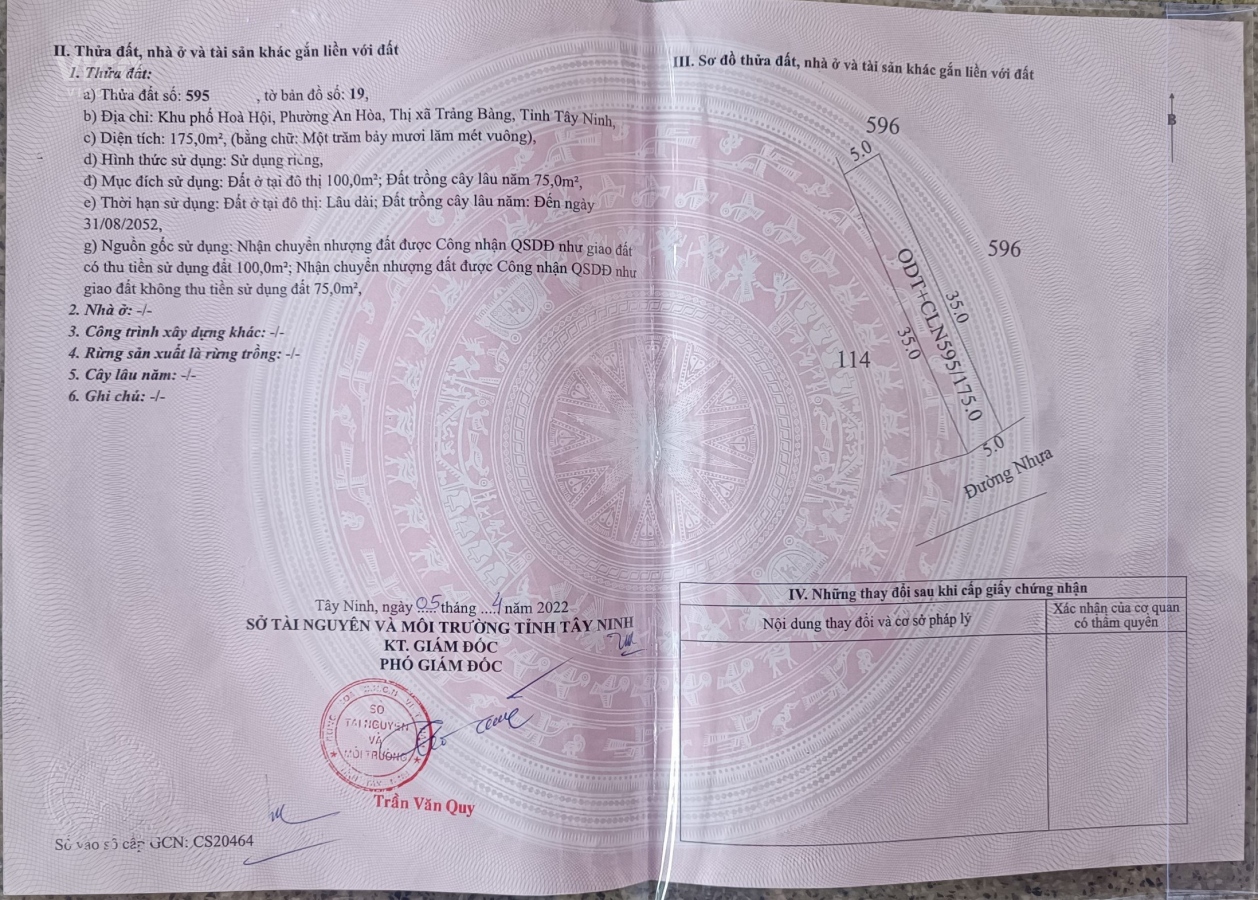 II. Thửa đất, nhà ở và tài sản khác gắn liền với đất
1. Thửa đất:
a) Thửa đất số: 595 , tờ bản đồ số: 19,
b) Địa chỉ: Khu phố Hoà Hội, Phường An Hòa, Thị xã Trảng Bàng, Tỉnh Tây Ninh,
c) Diện tích: 175,0m², (bằng chữ: Một trăm bảy mươi lăm mét vuông),
d) Hình thức sử dụng: Sử dụng riêng,
đ) Mục đích sử dụng: Đất ở tại đô thị 100,0m²; Đất trồng cây lâu năm 75,0m²,
e) Thời hạn sử dụng: Đất ở tại đô thị: Lâu dài; Đất trồng cây lâu năm: Đến ngày
31/08/2052,
g) Nguồn gốc sử dụng: Nhận chuyển nhượng đất được Công nhận QSDĐ như giao đất
có thu tiền sử dụng đất 100,0m²; Nhận chuyển nhượng đất được Công nhận QSDĐ như
giao đất không thu tiền sử dụng đất 75,0m²,
2. Nhà ở: -/-
3. Công trình xây dựng khác: -/-
4. Rừng sản xuất là rừng trồng: -/-
5. Cây lâu năm: -/-
6. Ghi chú: -/-
Tây Ninh, ngày 05 tháng 4 năm 2022
SỞ TÀI NGUYÊN VÀ MÔI TRƯỜNG TỈNH TÂY NINH
KT. GIÁM ĐỐC
PHÓ GIÁM ĐỐC
SỞ
TÀI NGUYÊN
VÀ
MÔI TRƯỜNG
Trần Văn Quy
Số vào sổ cấp GCN: CS20464
III. Sơ đồ thửa đất, nhà ở và tài sản khác gắn liền với đất
B
596
5.0
596
ODT+CLN595/175.0
35.0
35.0
114
5.0
Đường Nhựa
IV. Những thay đổi sau khi cấp giấy chứng nhận
Nội dung thay đổi và cơ sở pháp lý
Xác nhận của cơ quan
có thẩm quyền